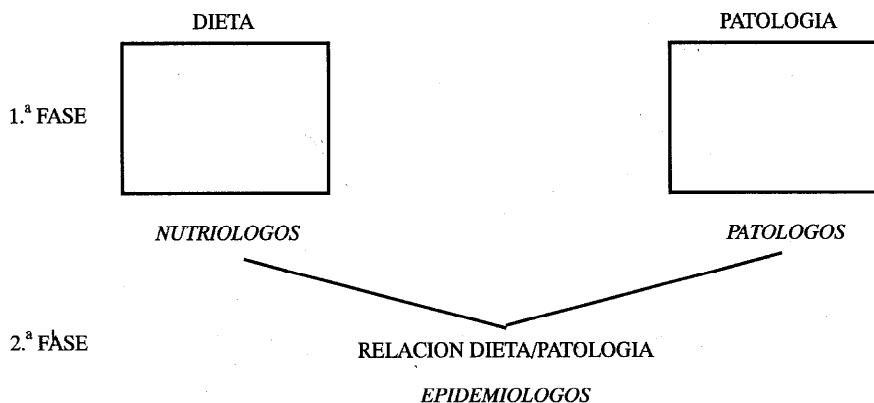 DIETA PATOLOGIA
1.ª FASE
NUTRIOLOGOS PATOLOGOS
2.ª FASE
RELACION DIETA/PATOLOGIA
EPIDEMIOLOGOS